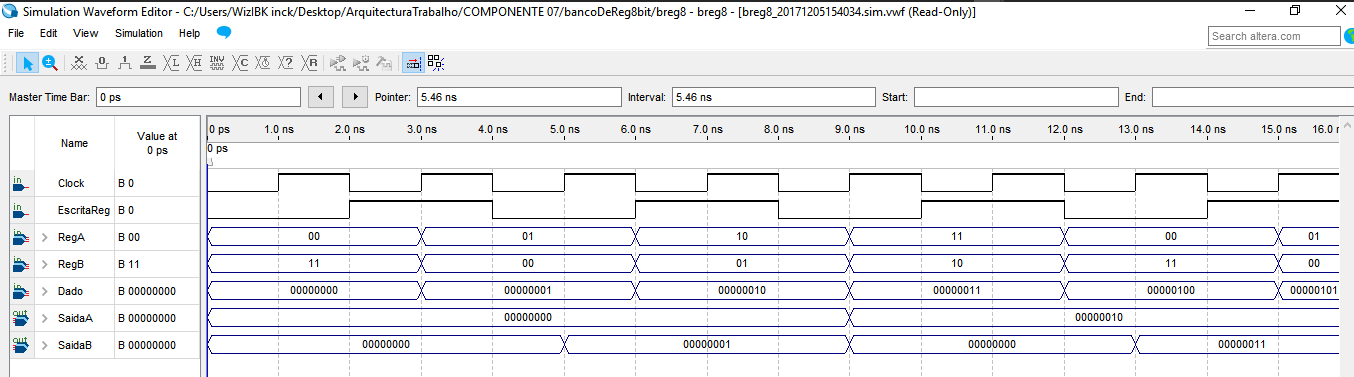 Simulation Waveform Editor - C:/Users/WizIBK inck/Desktop/ArquitecturaTrabalho/COMPONENTE 07/bancoDeReg8bit/breg8 - breg8 - [breg8_20171205154034.sim.vwf (Read-Only)]
File Edit View Simulation Help
Search altera.com
Master Time Bar: 0 ps Pointer: 5.46 ns Interval: 5.46 ns Start: End:
Name Value at 0 ps
0 ps 1.0 ns 2.0 ns 3.0 ns 4.0 ns 5.0 ns 6.0 ns 7.0 ns 8.0 ns 9.0 ns 10.0 ns 11.0 ns 12.0 ns 13.0 ns 14.0 ns 15.0 ns 16.0 n
0 ps
in Clock B 0
in EscritaReg B 0
in RegA B 00 00 01 10 11 00 01
in RegB B 11 11 00 01 10 11 00
in Dado B 00000000 00000000 00000001 00000010 00000011 00000100 00000101
out SaidaA B 00000000 00000000 00000010
out SaidaB B 00000000 00000000 00000001 00000000 00000011